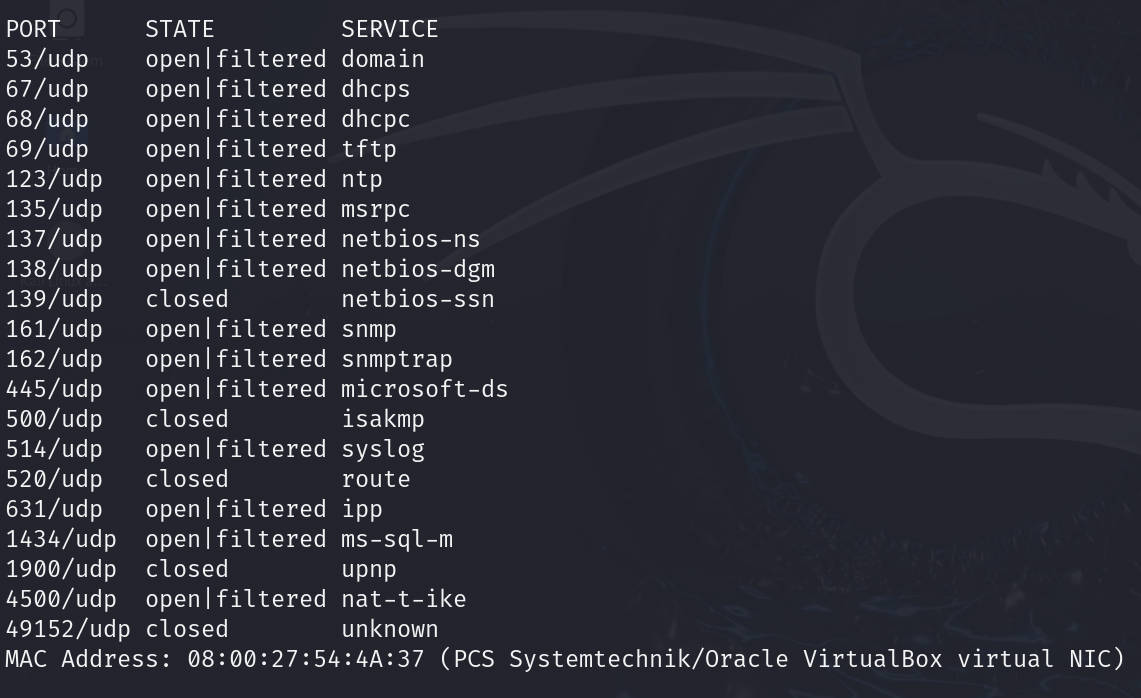 PORT      STATE         SERVICE
53/udp    open|filtered domain
67/udp    open|filtered dhcps
68/udp    open|filtered dhcpc
69/udp    open|filtered tftp
123/udp   open|filtered ntp
135/udp   open|filtered msrpc
137/udp   open|filtered netbios-ns
138/udp   open|filtered netbios-dgm
139/udp   closed        netbios-ssn
161/udp   open|filtered snmp
162/udp   open|filtered snmptrap
445/udp   open|filtered microsoft-ds
500/udp   closed        isakmp
514/udp   open|filtered syslog
520/udp   closed        route
631/udp   open|filtered ipp
1434/udp  open|filtered ms-sql-m
1900/udp  closed        upnp
4500/udp  open|filtered nat-t-ike
49152/udp closed        unknown
MAC Address: 08:00:27:54:4A:37 (PCS Systemtechnik/Oracle VirtualBox virtual NIC)